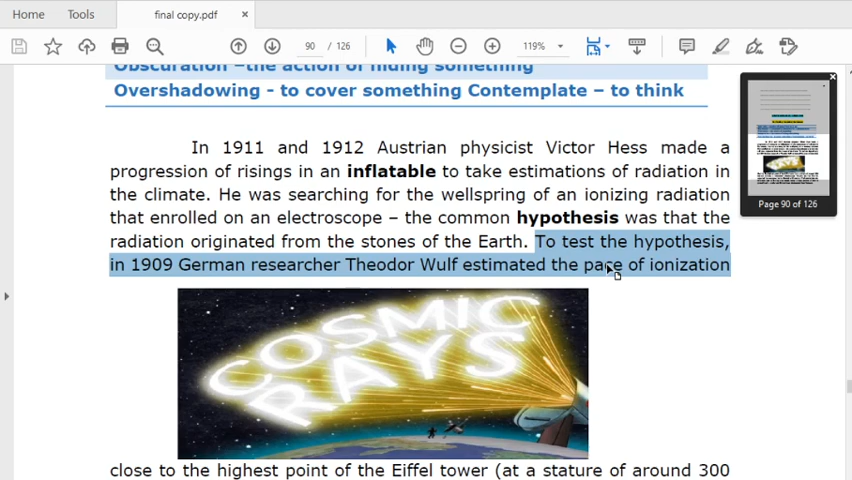 Home Tools final copy.pdf ×
90 / 126 119%
Obscuration –the action of hiding something
Overshadowing - to cover something Contemplate – to think
In 1911 and 1912 Austrian physicist Victor Hess made a
progression of risings in an inflatable to take estimations of radiation in
the climate. He was searching for the wellspring of an ionizing radiation
that enrolled on an electroscope – the common hypothesis was that the
radiation originated from the stones of the Earth. To test the hypothesis,
in 1909 German researcher Theodor Wulf estimated the pace of ionization
COSMIC
RAYS
close to the highest point of the Eiffel tower (at a stature of around 300
Page 90 of 126